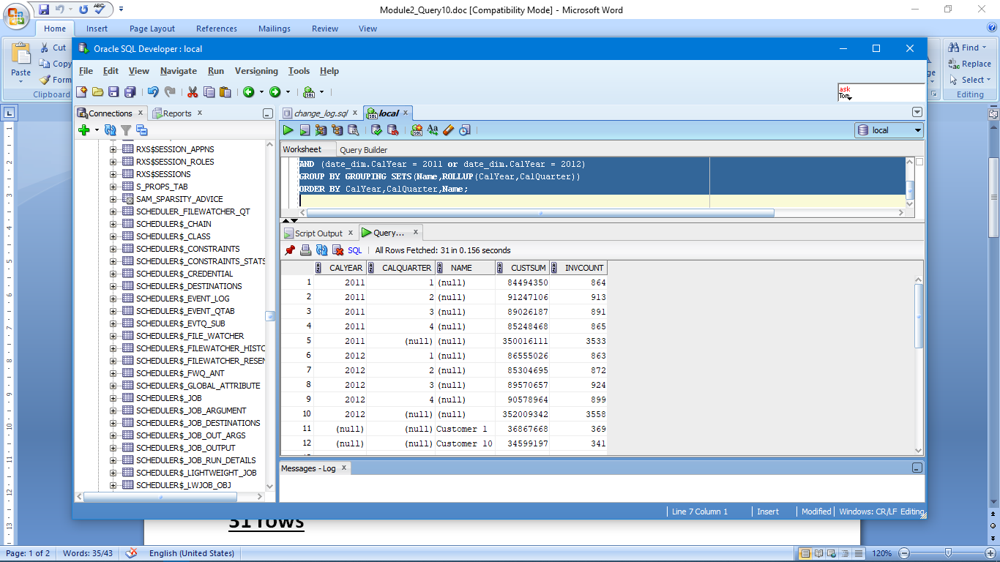 Module2_Query10.doc [Compatibility Mode] - Microsoft Word
Home Insert Page Layout References Mailings Review View
Paste
Cut
Copy
Form
Clipboard
Find
Replace
Select
Editing
Oracle SQL Developer : local
File Edit View Navigate Run Versioning Tools Help
ask
Tom
Connections Reports
RXS$SESSION_APPNS
RXS$SESSION_ROLES
RXS$SESSIONS
S_PROPS_TAB
SAM_SPARSITY_ADVICE
SCHEDULER_FILEWATCHER_QT
SCHEDULER$_CHAIN
SCHEDULER$_CLASS
SCHEDULER$_CONSTRAINTS
SCHEDULER$_CONSTRAINTS_STATS
SCHEDULER$_CREDENTIAL
SCHEDULER$_DESTINATIONS
SCHEDULER$_EVENT_LOG
SCHEDULER$_EVENT_QTAB
SCHEDULER$_EVTQ_SUB
SCHEDULER$_FILE_WATCHER
SCHEDULER$_FILEWATCHER_HISTO
SCHEDULER$_FILEWATCHER_RESEN
SCHEDULER$_FWQ_ANT
SCHEDULER$_GLOBAL_ATTRIBUTE
SCHEDULER$_JOB
SCHEDULER$_JOB_ARGUMENT
SCHEDULER$_JOB_DESTINATIONS
SCHEDULER$_JOB_OUT_ARGS
SCHEDULER$_JOB_OUTPUT
SCHEDULER$_JOB_RUN_DETAILS
SCHEDULER$_LIGHTWEIGHT_JOB
SCHEDULER$_LWJOB_OBJ
change_log.sql local
local
Worksheet Query Builder
AND (date_dim.CalYear = 2011 or date_dim.CalYear = 2012)
GROUP BY GROUPING SETS(Name,ROLLUP(CalYear,CalQuarter))
ORDER BY CalYear,CalQuarter,Name;
Script Output Query...
SQL All Rows Fetched: 31 in 0.156 seconds
CALYEAR CALQUARTER NAME CUSTSUM INVCOUNT
1 2011 1 (null) 84494350 864
2 2011 2 (null) 91247106 913
3 2011 3 (null) 89026187 891
4 2011 4 (null) 85248468 865
5 2011 (null) (null) 350016111 3533
6 2012 1 (null) 86555026 863
7 2012 2 (null) 85304695 872
8 2012 3 (null) 89570657 924
9 2012 4 (null) 90578964 899
10 2012 (null) (null) 352009342 3558
11 (null) (null) Customer 1 36867668 369
12 (null) (null) Customer 10 34599197 341
Messages - Log
Line 7 Column 1 Insert Modified Windows: CR/LF Editing
31 rows
Page: 1 of 2 Words: 35/43 English (United States) 120%